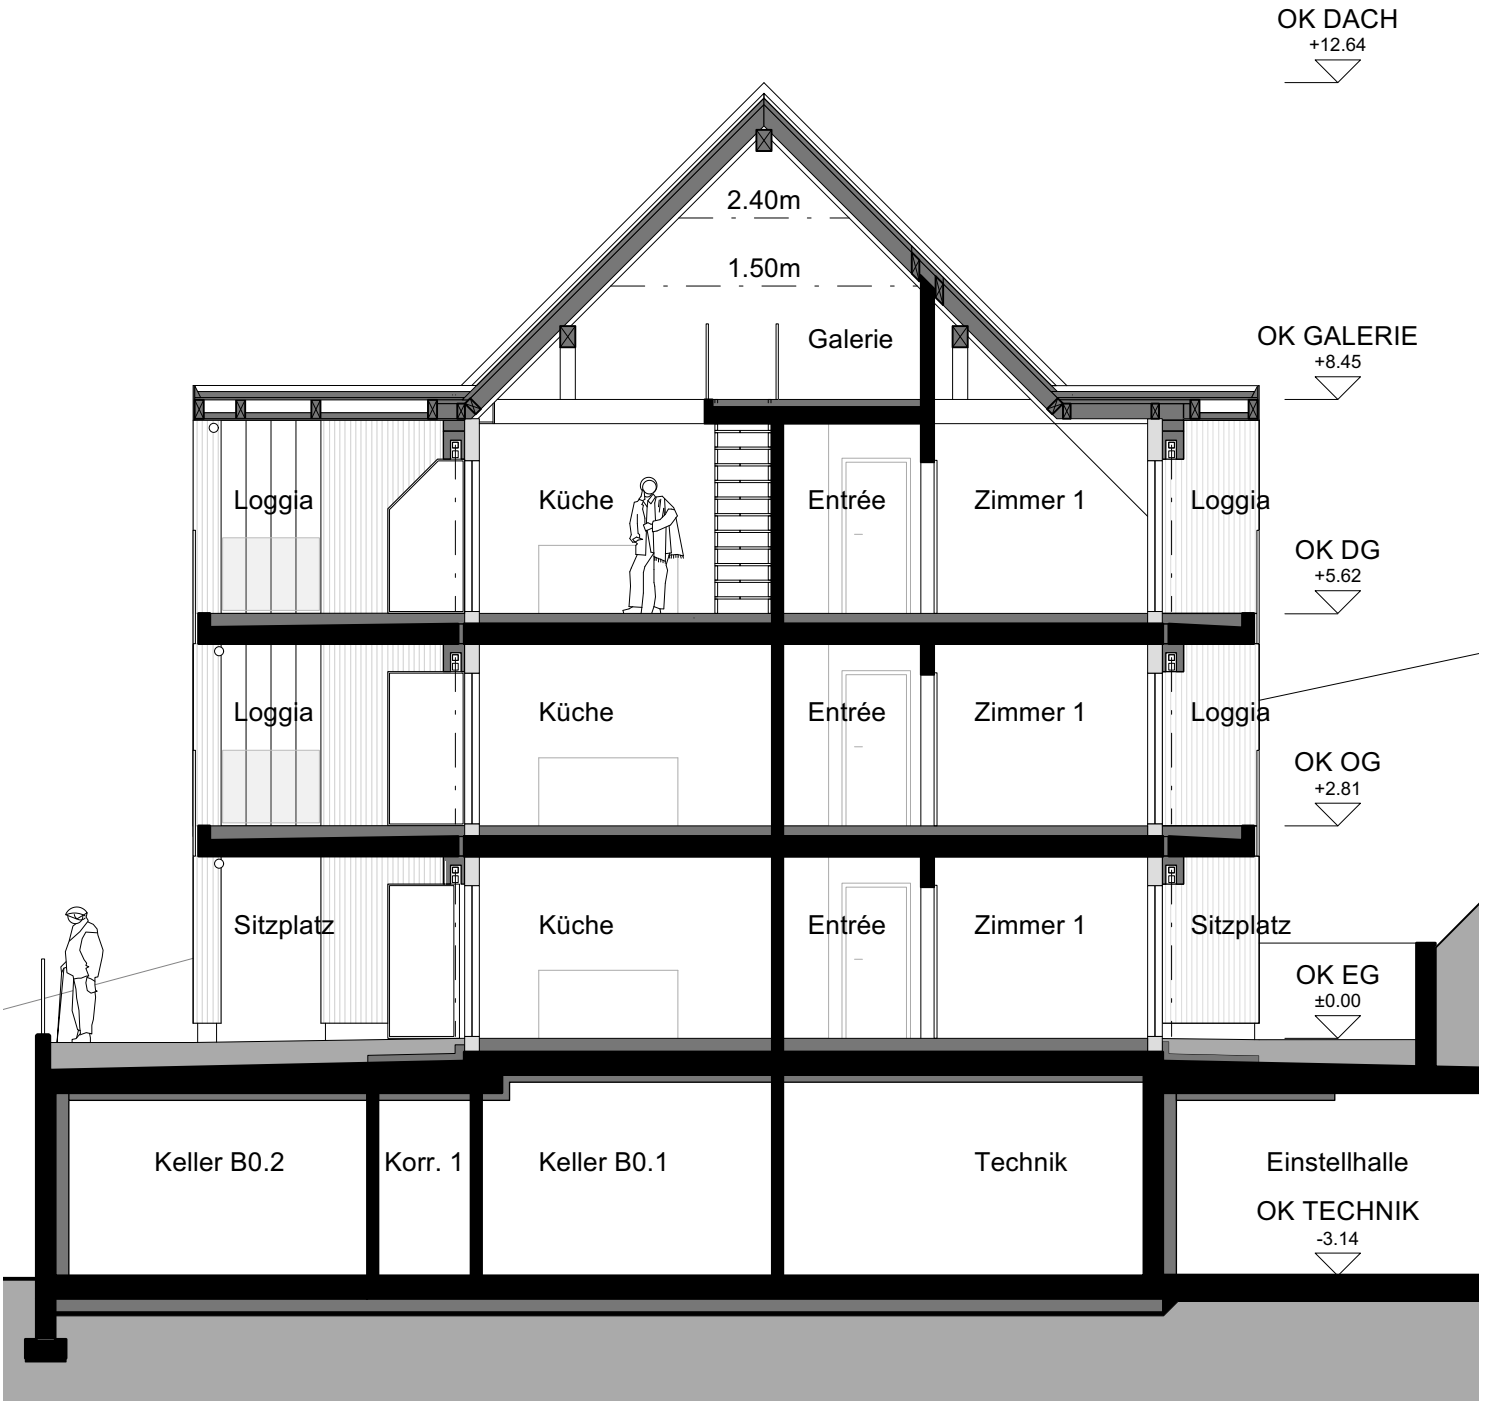 OK DACH
+12.64
2.40m
1.50m
Galerie
OK GALERIE
+8.45
Loggia Küche Entrée Zimmer 1 Loggia
OK DG
+5.62
Loggia Küche Entrée Zimmer 1 Loggia
OK OG
+2.81
Sitzplatz Küche Entrée Zimmer 1 Sitzplatz
OK EG
±0.00
Keller B0.2 Korr. 1 Keller B0.1 Technik Einstellhalle
OK TECHNIK
-3.14